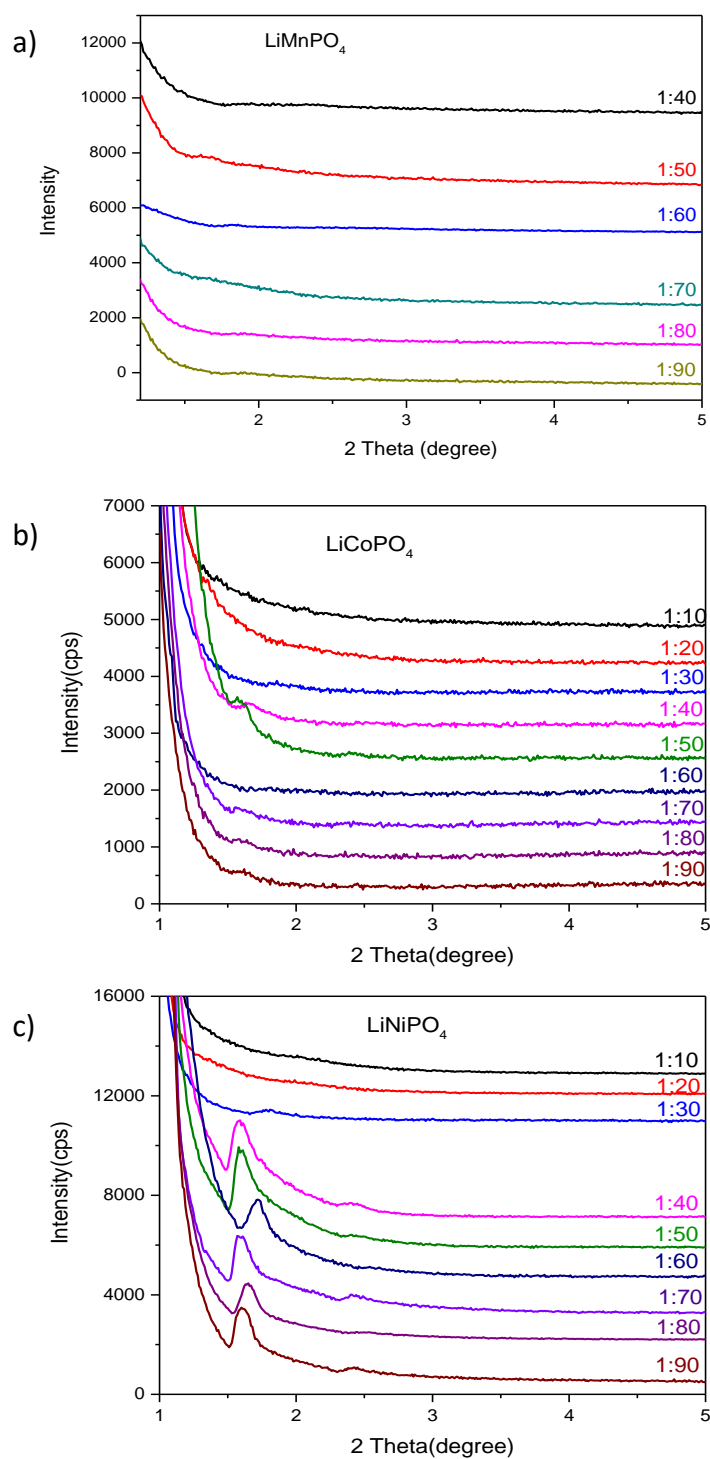 a)
LiMnPO4
12000
10000
8000
6000
4000
2000
0
Intensity
1:40
1:50
1:60
1:70
1:80
1:90
2 3 4 5
2 Theta (degree)
b)
LiCoPO4
7000
6000
5000
4000
3000
2000
1000
0
Intensity(cps)
1:10
1:20
1:30
1:40
1:50
1:60
1:70
1:80
1:90
1 2 3 4 5
2 Theta(degree)
c)
LiNiPO4
16000
12000
8000
4000
0
Intensity(cps)
1:10
1:20
1:30
1:40
1:50
1:60
1:70
1:80
1:90
1 2 3 4 5
2 Theta(degree)